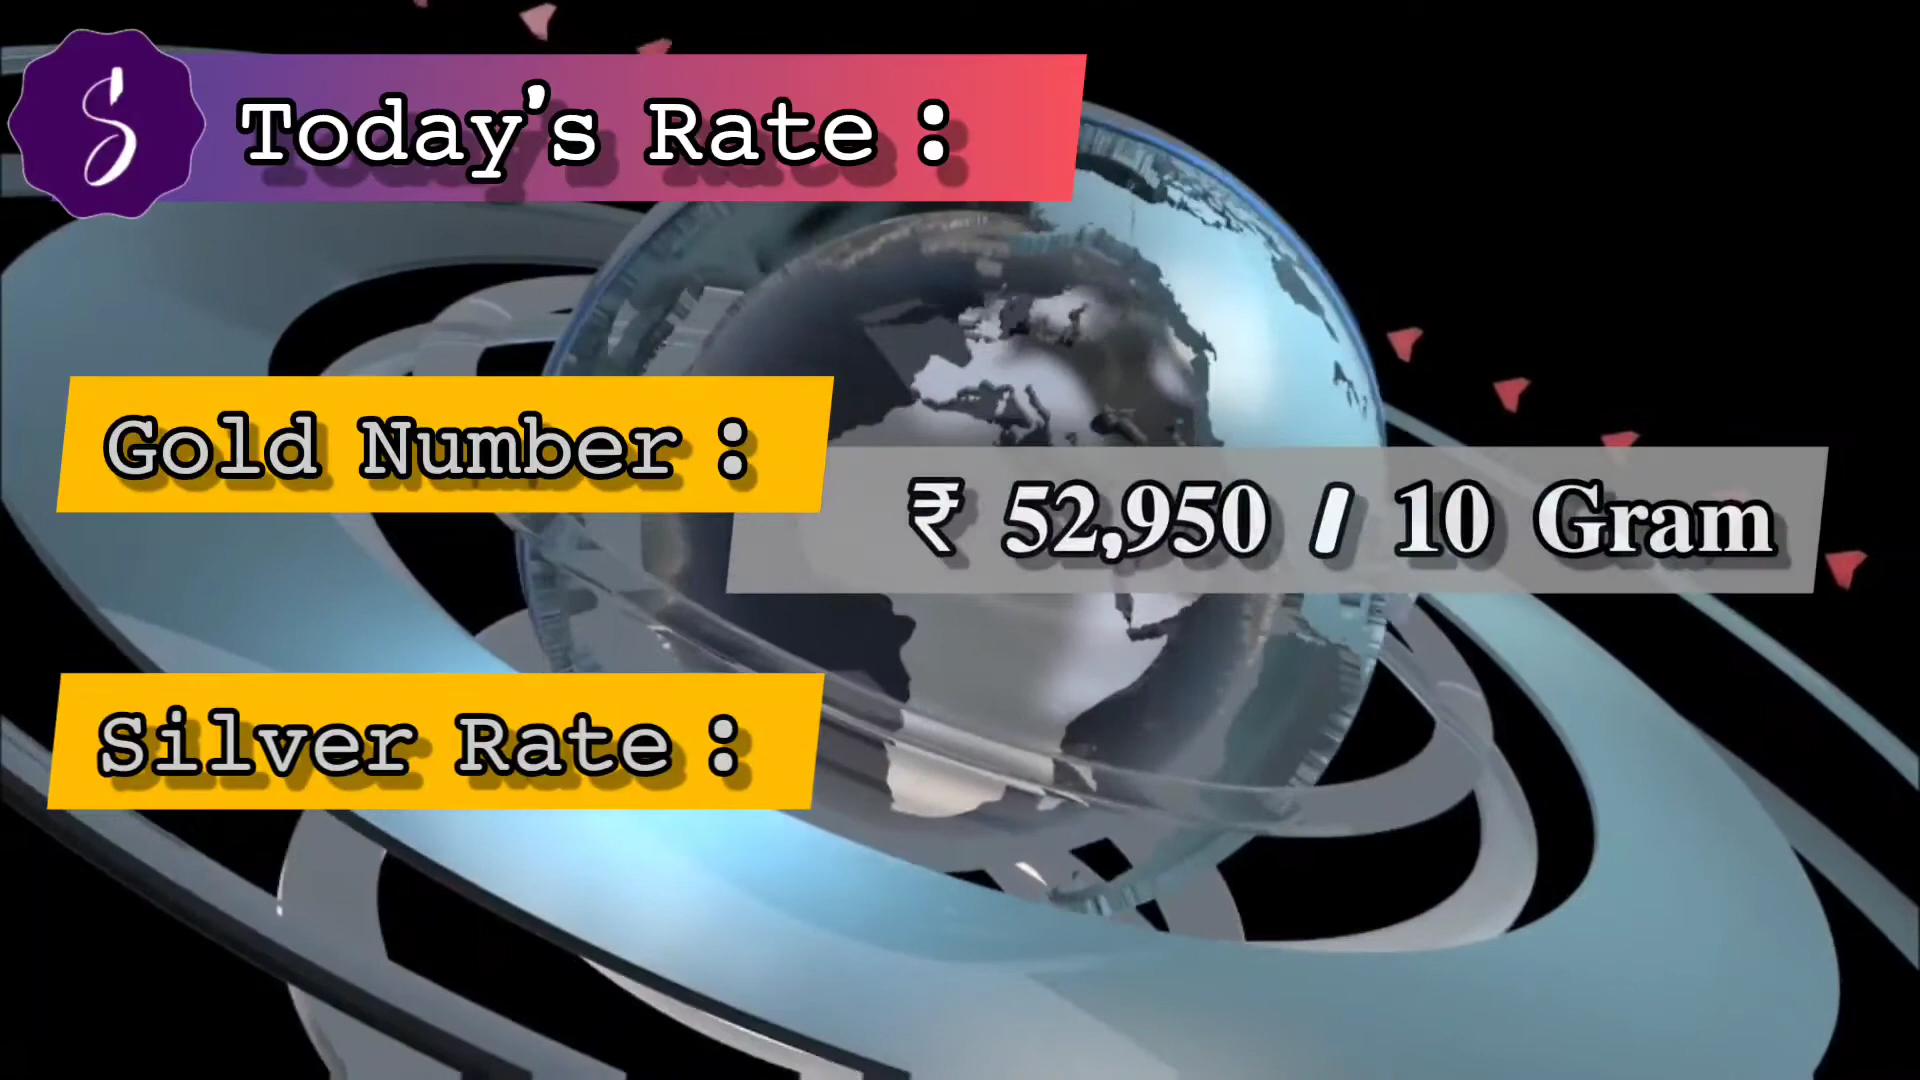 S
Today's Rate :
Gold Number :
₹ 52,950 / 10 Gram
Silver Rate :